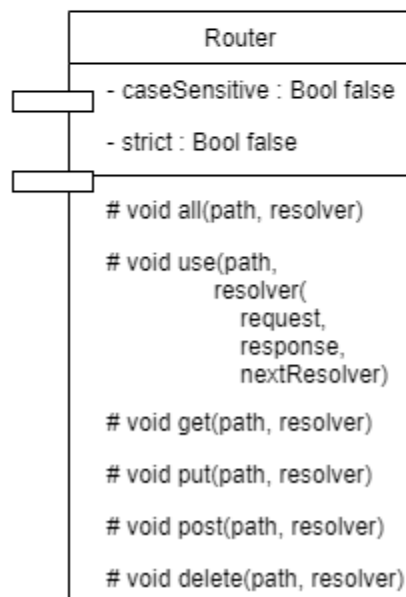 Router
- caseSensitive : Bool false
- strict : Bool false
# void all(path, resolver)
# void use(path,
resolver(
request,
response,
nextResolver)
# void get(path, resolver)
# void put(path, resolver)
# void post(path, resolver)
# void delete(path, resolver)